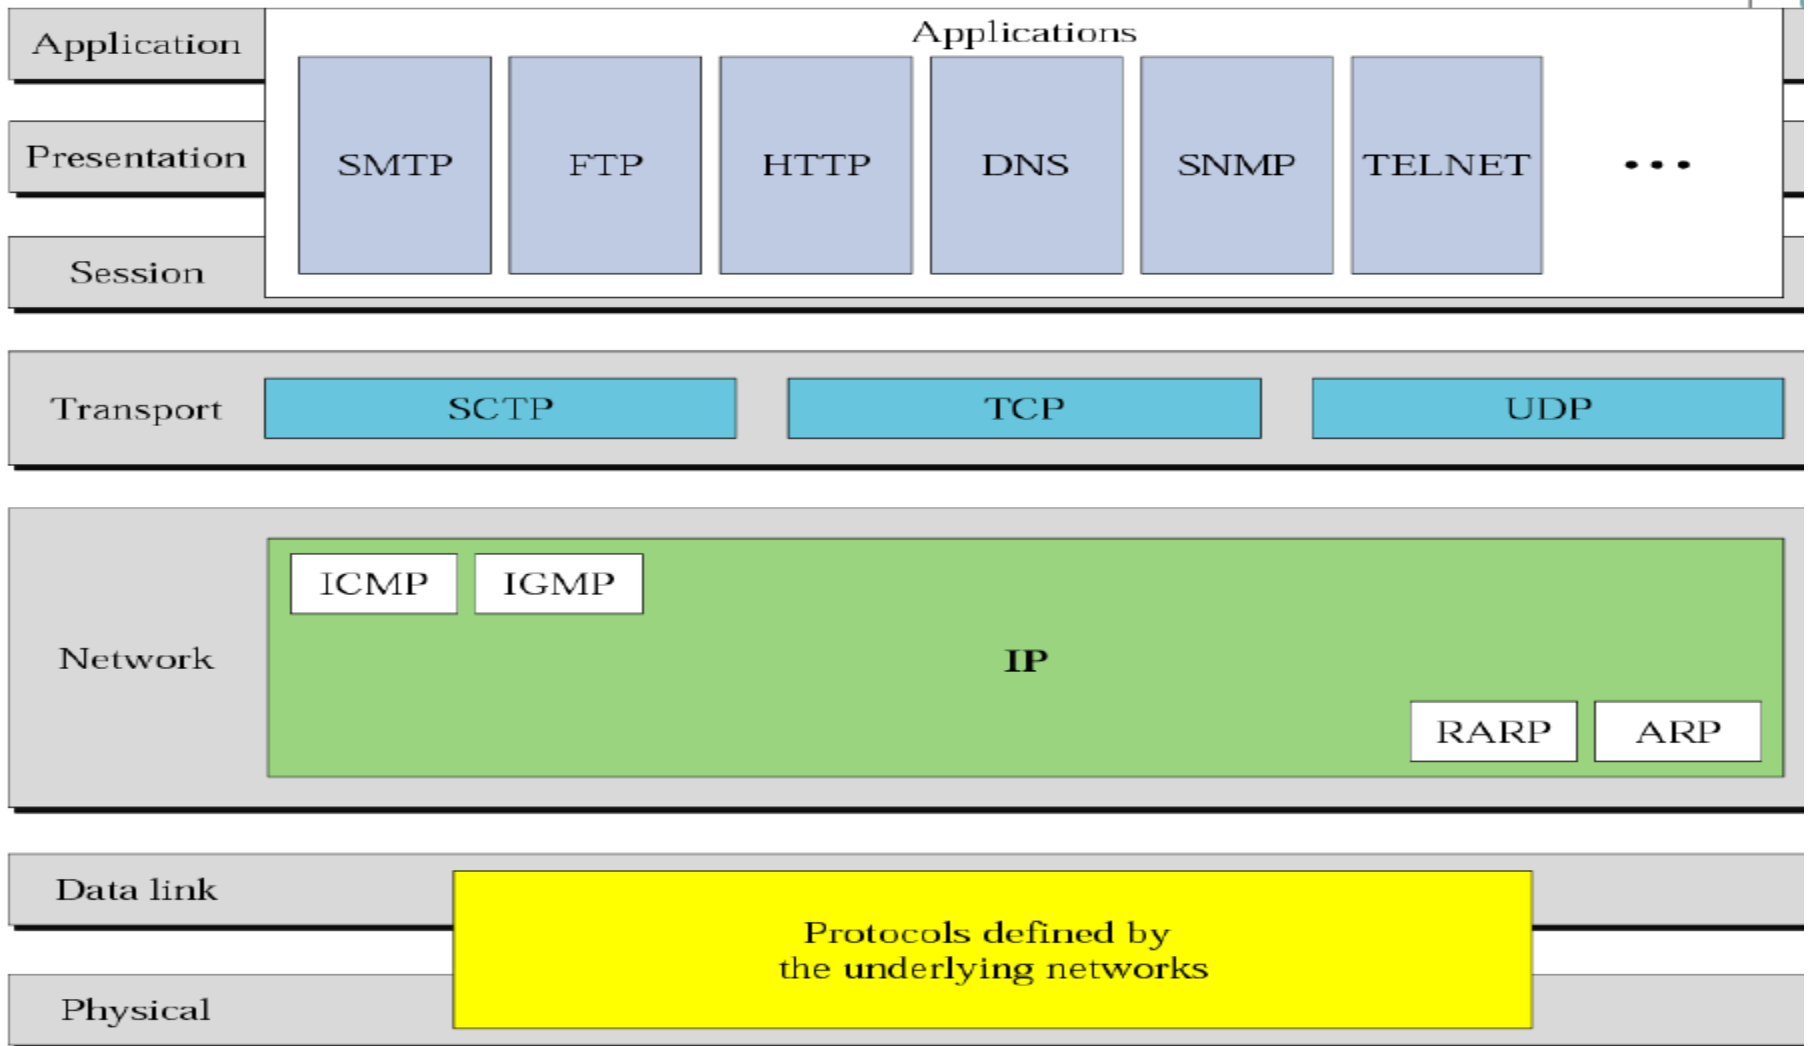 Application
Applications
Presentation
SMTP
FTP
HTTP
DNS
SNMP
TELNET
...
Session
Transport
SCTP
TCP
UDP
Network
ICMP
IGMP
IP
RARP
ARP
Data link
Protocols defined by
the underlying networks
Physical